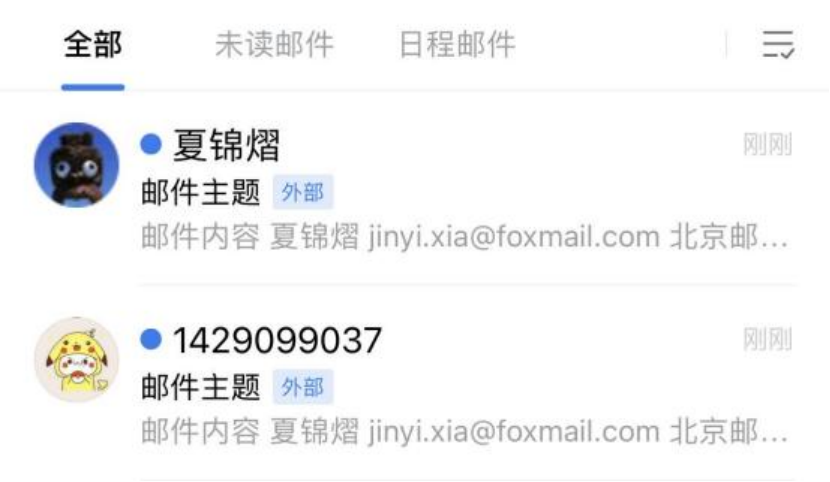 全部 未读邮件 日程邮件
夏锦熠 刚刚
邮件主题 外部
邮件内容 夏锦熠 jinyi.xia@foxmail.com 北京邮...
1429099037 刚刚
邮件主题 外部
邮件内容 夏锦熠 jinyi.xia@foxmail.com 北京邮...